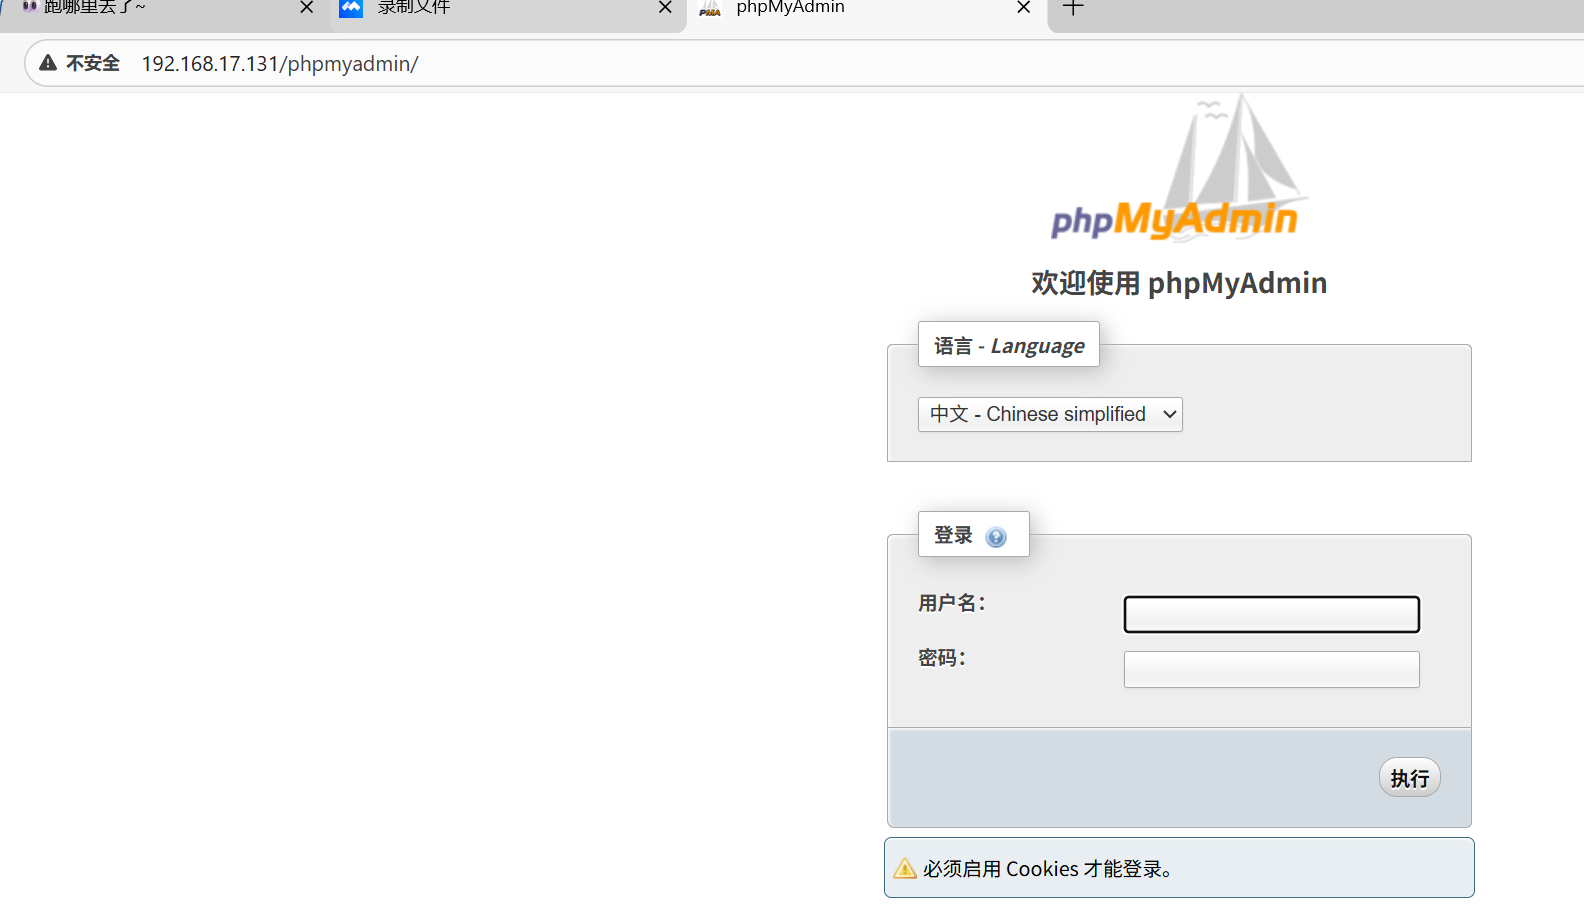 跑哪里去了~
录制文件
phpMyAdmin
不安全 192.168.17.131/phpmyadmin/
phpMyAdmin
欢迎使用 phpMyAdmin
语言 - Language
中文 - Chinese simplified
登录
用户名：
密码：
执行
必须启用 Cookies 才能登录。